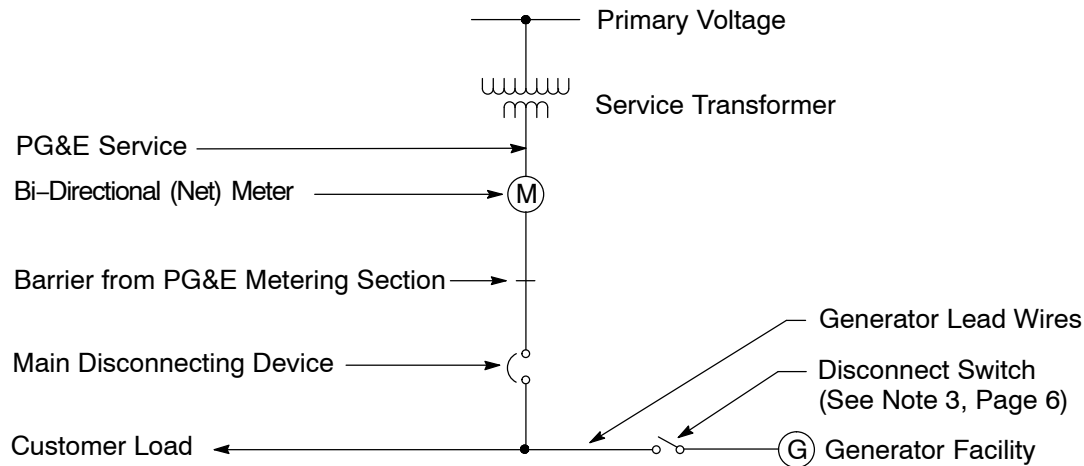 Primary Voltage
Service Transformer
PG&E Service
Bi–Directional (Net) Meter
M
Barrier from PG&E Metering Section
Generator Lead Wires
Main Disconnecting Device
Disconnect Switch
(See Note 3, Page 6)
Customer Load
G
Generator Facility